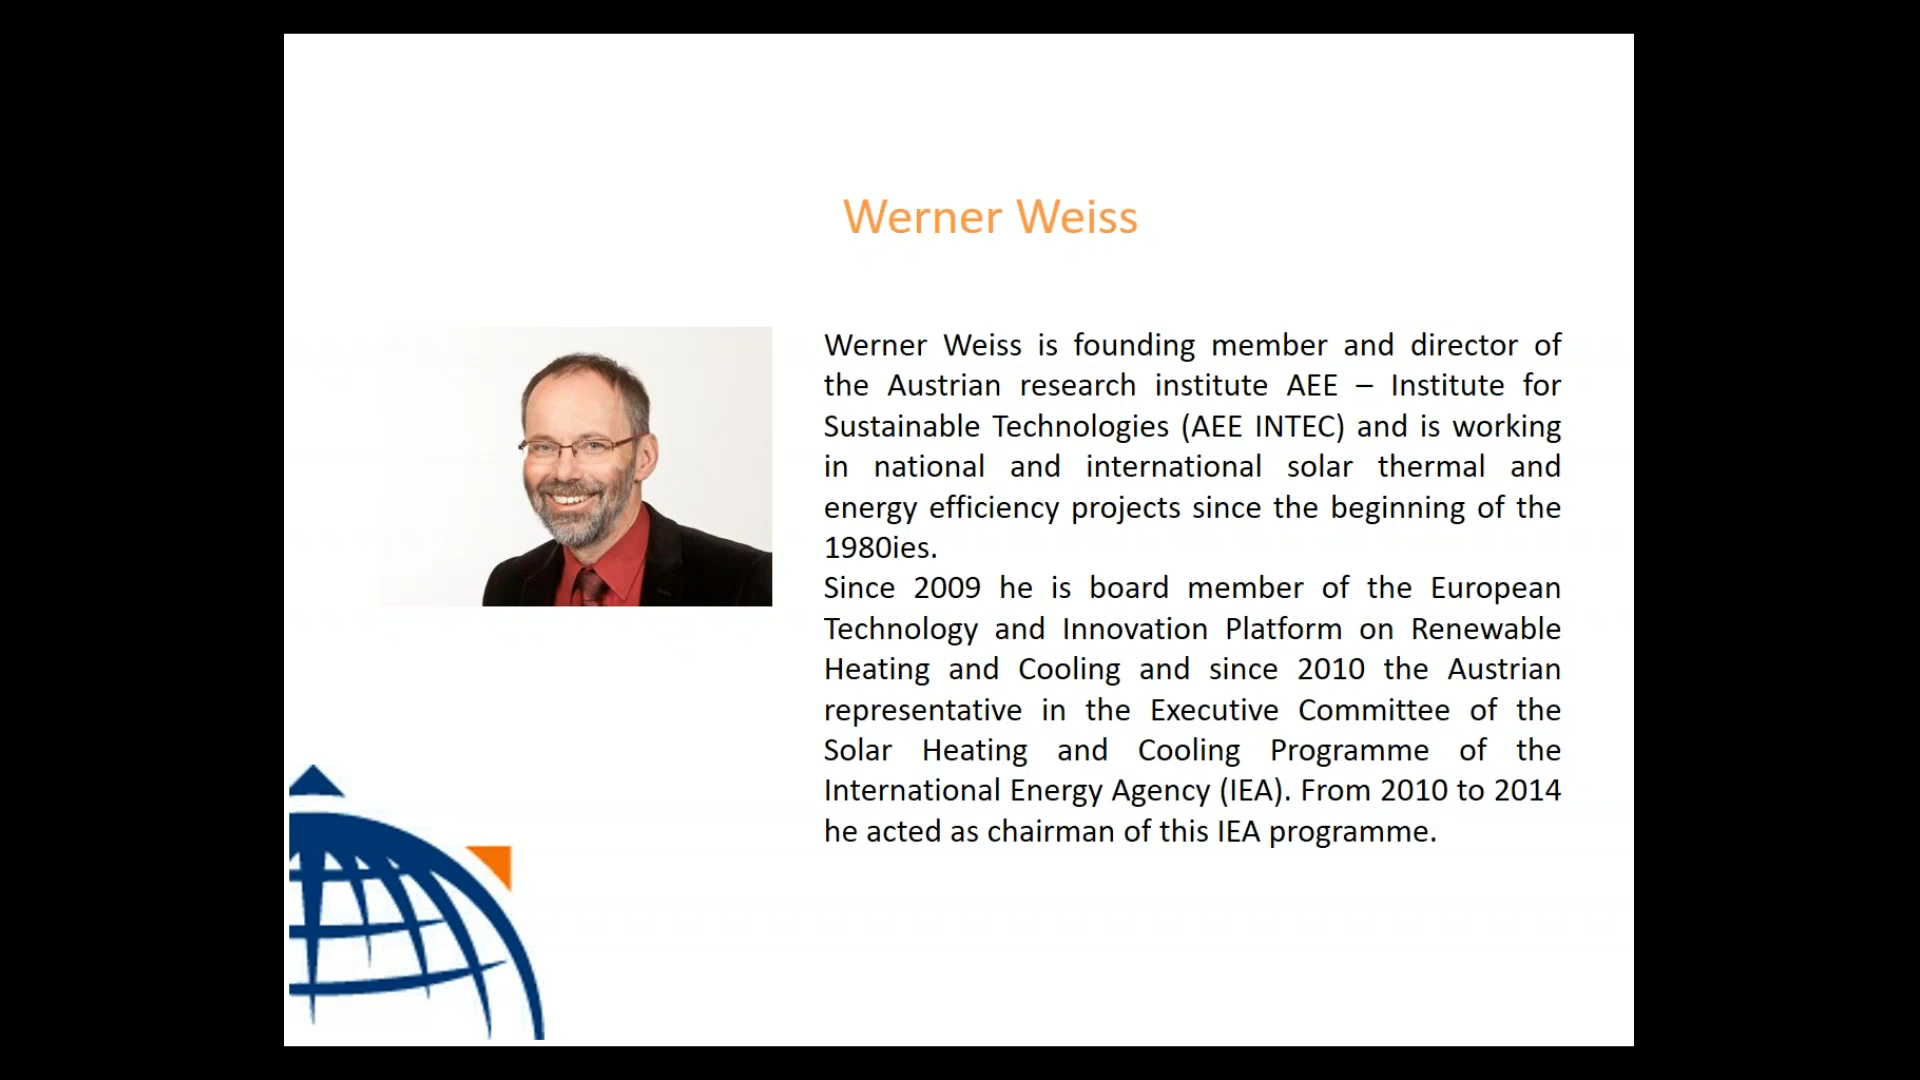 Werner Weiss
Werner Weiss is founding member and director of
the Austrian research institute AEE – Institute for
Sustainable Technologies (AEE INTEC) and is working
in national and international solar thermal and
energy efficiency projects since the beginning of the
1980ies.
Since 2009 he is board member of the European
Technology and Innovation Platform on Renewable
Heating and Cooling and since 2010 the Austrian
representative in the Executive Committee of the
Solar Heating and Cooling Programme of the
International Energy Agency (IEA). From 2010 to 2014
he acted as chairman of this IEA programme.